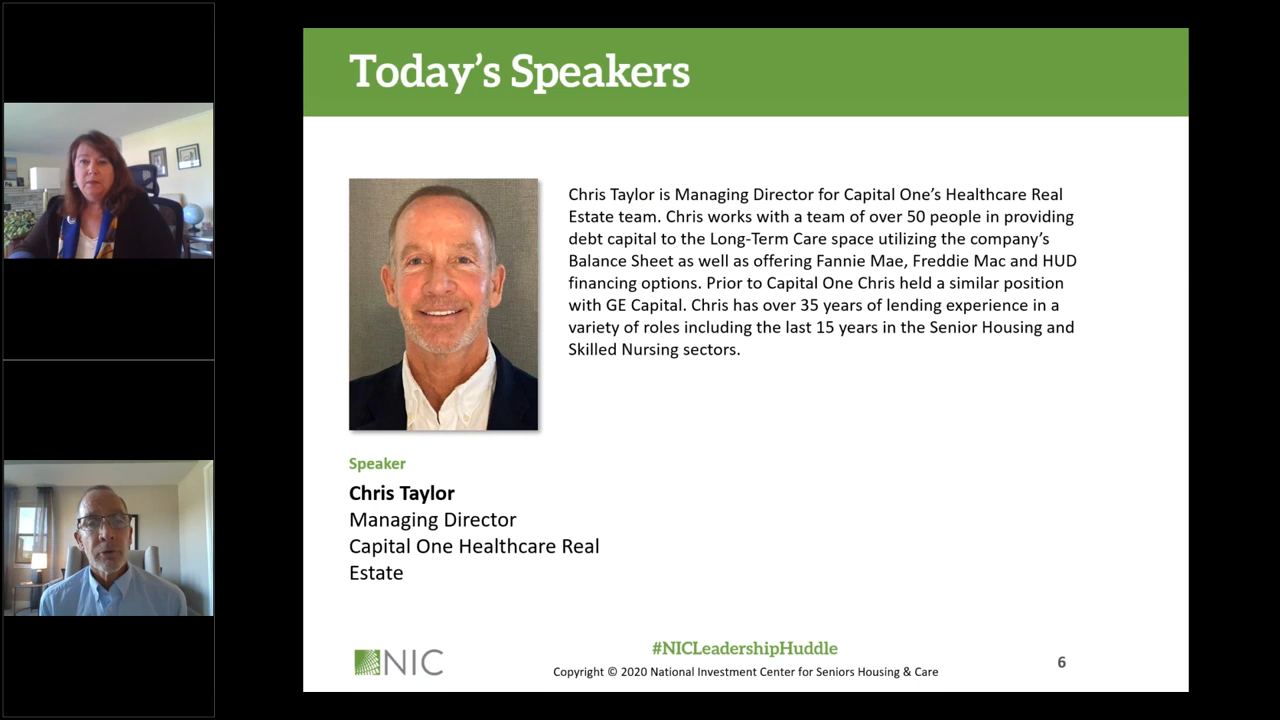 Today's Speakers
Chris Taylor is Managing Director for Capital One's Healthcare Real
Estate team. Chris works with a team of over 50 people in providing
debt capital to the Long-Term Care space utilizing the company's
Balance Sheet as well as offering Fannie Mae, Freddie Mac and HUD
financing options. Prior to Capital One Chris held a similar position
with GE Capital. Chris has over 35 years of lending experience in a
variety of roles including the last 15 years in the Senior Housing and
Skilled Nursing sectors.
Speaker
Chris Taylor
Managing Director
Capital One Healthcare Real
Estate
NIC
#NICLeadershipHuddle
Copyright © 2020 National Investment Center for Seniors Housing & Care
6